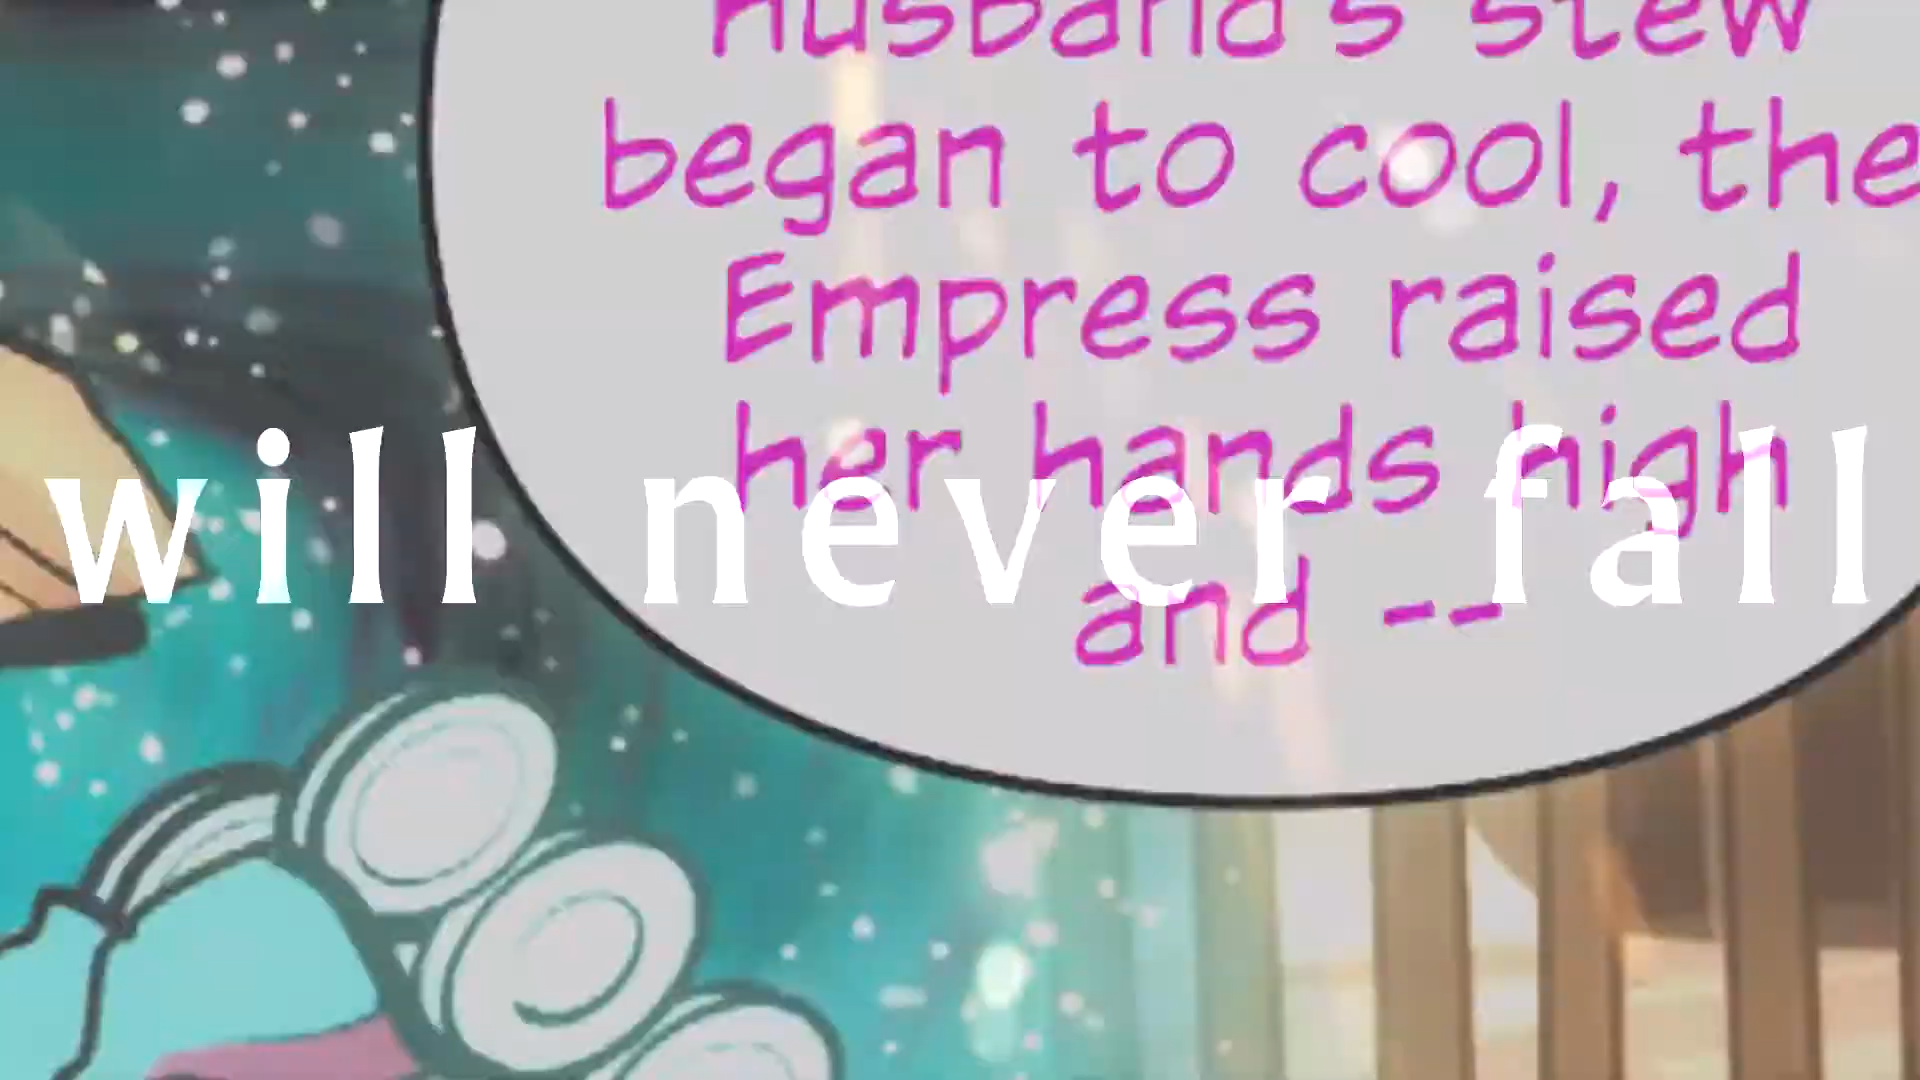 husband's stew
began to cool, the
Empress raised
her hands high
and --
will never fall